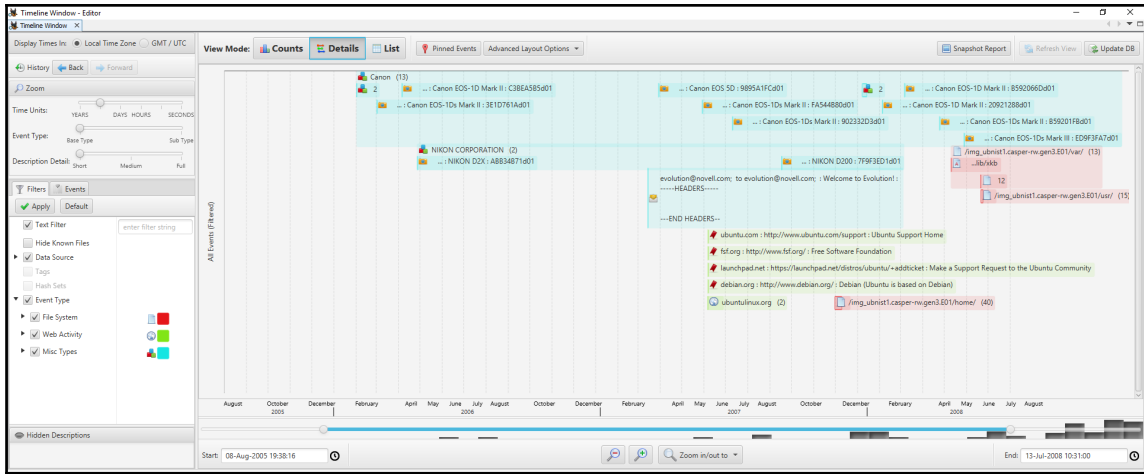 Timeline Window - Editor
Timeline Window X
Display Times In: Local Time Zone GMT / UTC
View Mode: Counts Details List Pinned Events Advanced Layout Options Snapshot Report Refresh View Update DB
History Back Forward
Zoom
Time Units:
YEARS DAYS HOURS SECONDS
Event Type:
Base Type Sub Type
Description Detail:
Short Medium Full
Filters Events
Apply Default
Text Filter enter filter string
Hide Known Files
Data Source
Tags
Hash Sets
Event Type
File System
Web Activity
Misc Types
Hidden Descriptions
All Events (Filtered)
Canon (13)
2 ... : Canon EOS-1D Mark II : C3BEA5B5d01 ... : Canon EOS 5D : 9895A1FCd01 2 ... : Canon EOS-1D Mark II : B592066Dd01
... : Canon EOS-1Ds Mark II : 3E1D761Ad01 ... : Canon EOS-1Ds Mark II : FA544B80d01 ... : Canon EOS-1D Mark II : 20921288d01
... : Canon EOS-1Ds Mark II : 902332D3d01 ... : Canon EOS-1Ds Mark II : B59201FBd01
... : Canon EOS-1Ds Mark III : ED9F3FA7d01
NIKON CORPORATION (2) /img_ubnist1.casper-rw.gen3.E01/var/ (13)
... : NIKON D2X : ABB34871d01 ... : NIKON D200 : 7F9F3ED1d01 ...lib/xkb
evolution@novell.com; to evolution@novell.com; : Welcome to Evolution! : 12
-----HEADERS----- /img_ubnist1.casper-rw.gen3.E01/usr/ (15)
---END HEADERS--
ubuntu.com : http://www.ubuntu.com/support : Ubuntu Support Home
fsf.org : http://www.fsf.org/ : Free Software Foundation
launchpad.net : https://launchpad.net/distros/ubuntu/+addticket : Make a Support Request to the Ubuntu Community
debian.org : http://www.debian.org/ : Debian (Ubuntu is based on Debian)
ubuntulinux.org (2) /img_ubnist1.casper-rw.gen3.E01/home/ (40)
August October December February April May June July August October December February April May June July August October December February April May June July August
2005 2006 2007 2008
Start: 08-Aug-2005 19:38:16 Zoom in/out to End: 13-Jul-2008 10:31:00